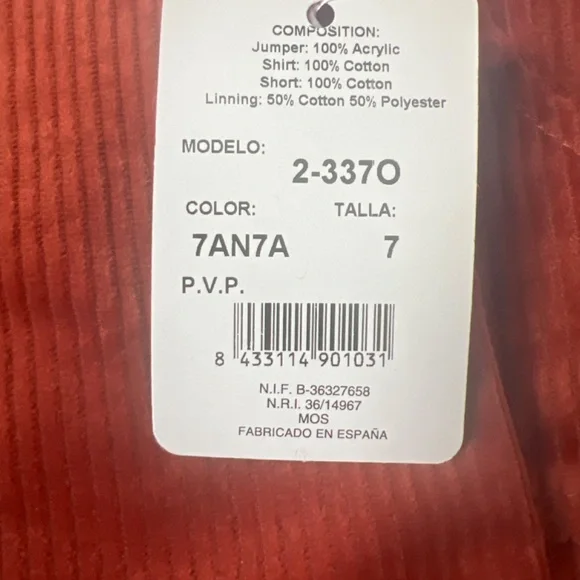 COMPOSITION:
Jumper: 100% Acrylic
Shirt: 100% Cotton
Short: 100% Cotton
Linning: 50% Cotton 50% Polyester
MODELO:
2-337O
COLOR: TALLA:
7AN7A 7
P.V.P.
8 433114 901031
N.I.F. B-36327658
N.R.I. 36/14967
MOS
FABRICADO EN ESPAÑA